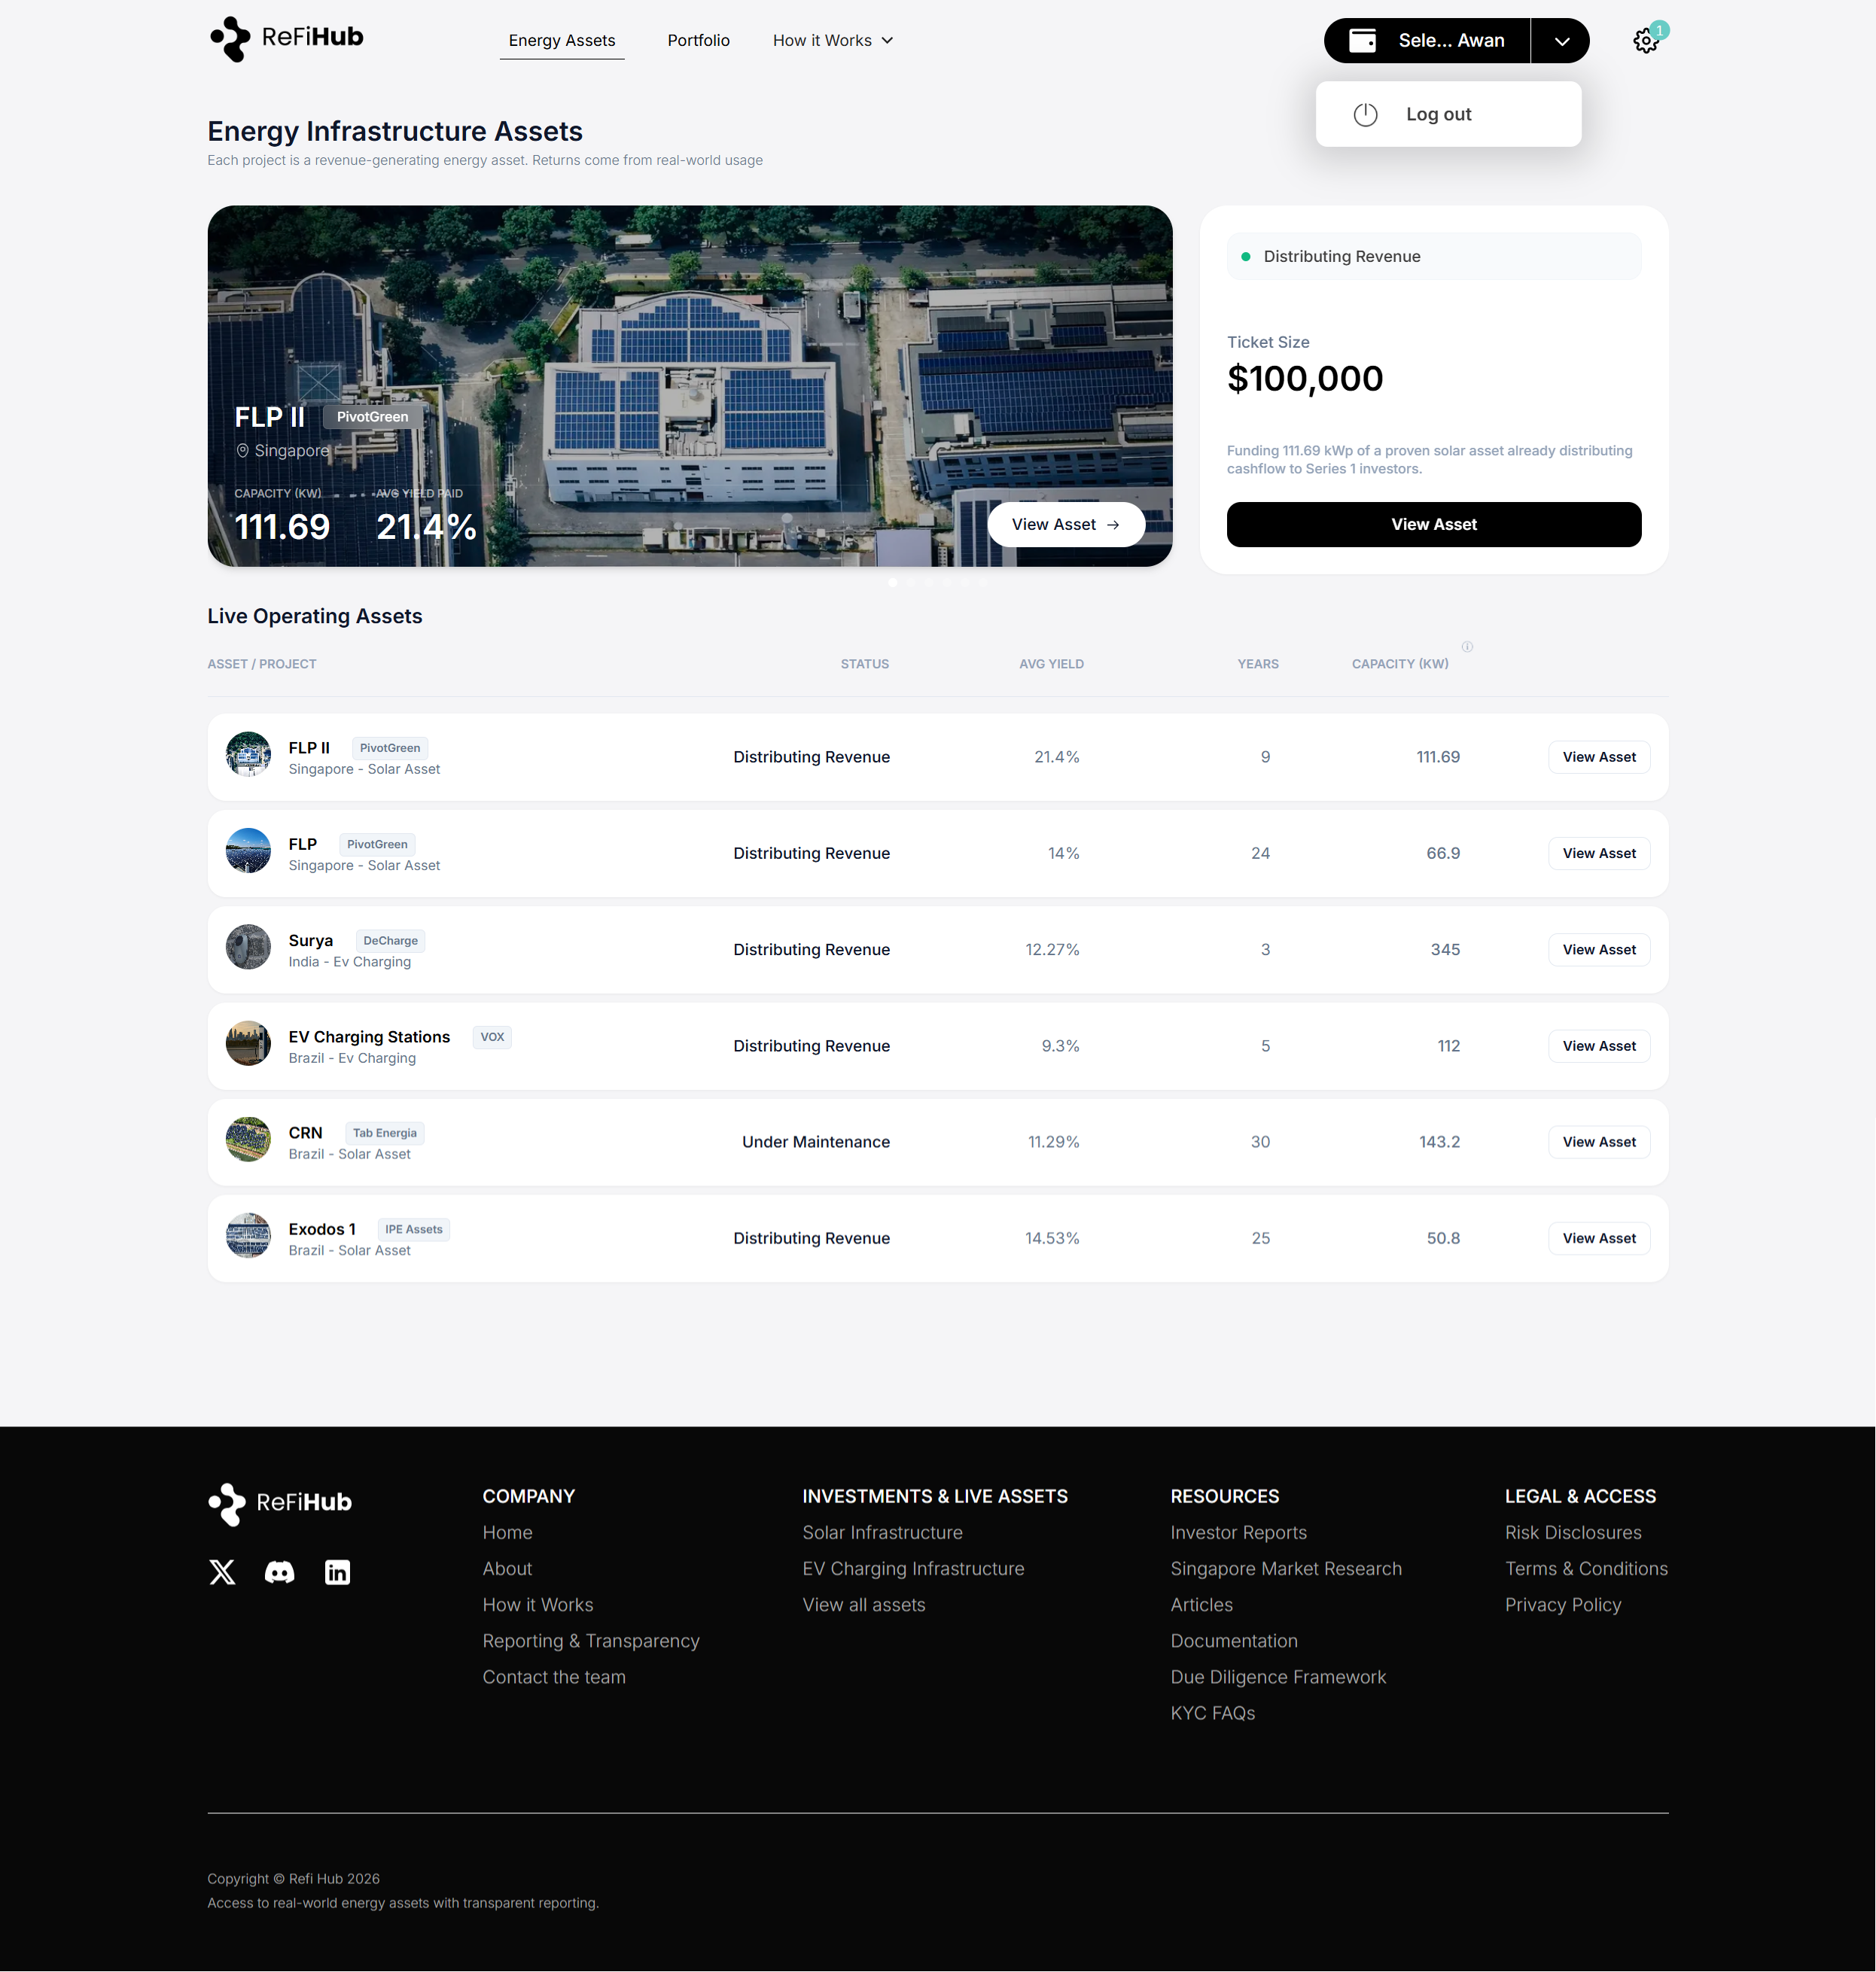 ReFiHub
Energy Assets
Portfolio
How it Works
Sele... Awan
1
Log out
Energy Infrastructure Assets
Each project is a revenue-generating energy asset. Returns come from real-world usage
FLP II PivotGreen
Singapore
CAPACITY (KW) AVG YIELD PAID
111.69 21.4%
View Asset →
Distributing Revenue
Ticket Size
$100,000
Funding 111.69 kWp of a proven solar asset already distributing
cashflow to Series 1 investors.
View Asset
Live Operating Assets
ASSET / PROJECT STATUS AVG YIELD YEARS CAPACITY (KW)
FLP II PivotGreen
Singapore - Solar Asset
Distributing Revenue 21.4% 9 111.69 View Asset
FLP PivotGreen
Singapore - Solar Asset
Distributing Revenue 14% 24 66.9 View Asset
Surya DeCharge
India - Ev Charging
Distributing Revenue 12.27% 3 345 View Asset
EV Charging Stations VOX
Brazil - Ev Charging
Distributing Revenue 9.3% 5 112 View Asset
CRN Tab Energia
Brazil - Solar Asset
Under Maintenance 11.29% 30 143.2 View Asset
Exodos 1 IPE Assets
Brazil - Solar Asset
Distributing Revenue 14.53% 25 50.8 View Asset
ReFiHub
COMPANY
Home
About
How it Works
Reporting & Transparency
Contact the team
INVESTMENTS & LIVE ASSETS
Solar Infrastructure
EV Charging Infrastructure
View all assets
RESOURCES
Investor Reports
Singapore Market Research
Articles
Documentation
Due Diligence Framework
KYC FAQs
LEGAL & ACCESS
Risk Disclosures
Terms & Conditions
Privacy Policy
Copyright © Refi Hub 2026
Access to real-world energy assets with transparent reporting.